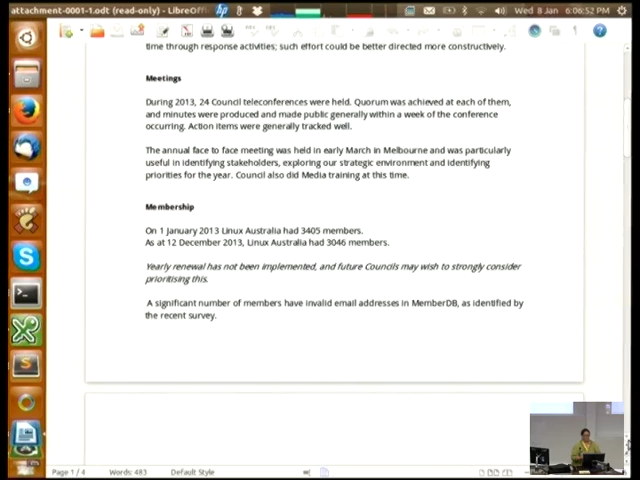 attachment-0001-1.odt (read-only) - LibreOffi
Wed 8 Jan 6:06:52 PM
time through response activities; such effort could be better directed more constructively.
Meetings
During 2013, 24 Council teleconferences were held. Quorum was achieved at each of them,
and minutes were produced and made public generally within a week of the conference
occurring. Action items were generally tracked well.
The annual face to face meeting was held in early March in Melbourne and was particularly
useful in identifying stakeholders, exploring our strategic environment and identifying
priorities for the year. Council also did Media training at this time.
Membership
On 1 January 2013 Linux Australia had 3405 members.
As at 12 December 2013, Linux Australia had 3046 members.
Yearly renewal has not been implemented, and future Councils may wish to strongly consider
prioritising this.
A significant number of members have invalid email addresses in MemberDB, as identified by
the recent survey.
Page 1 / 4 Words: 483 Default Style